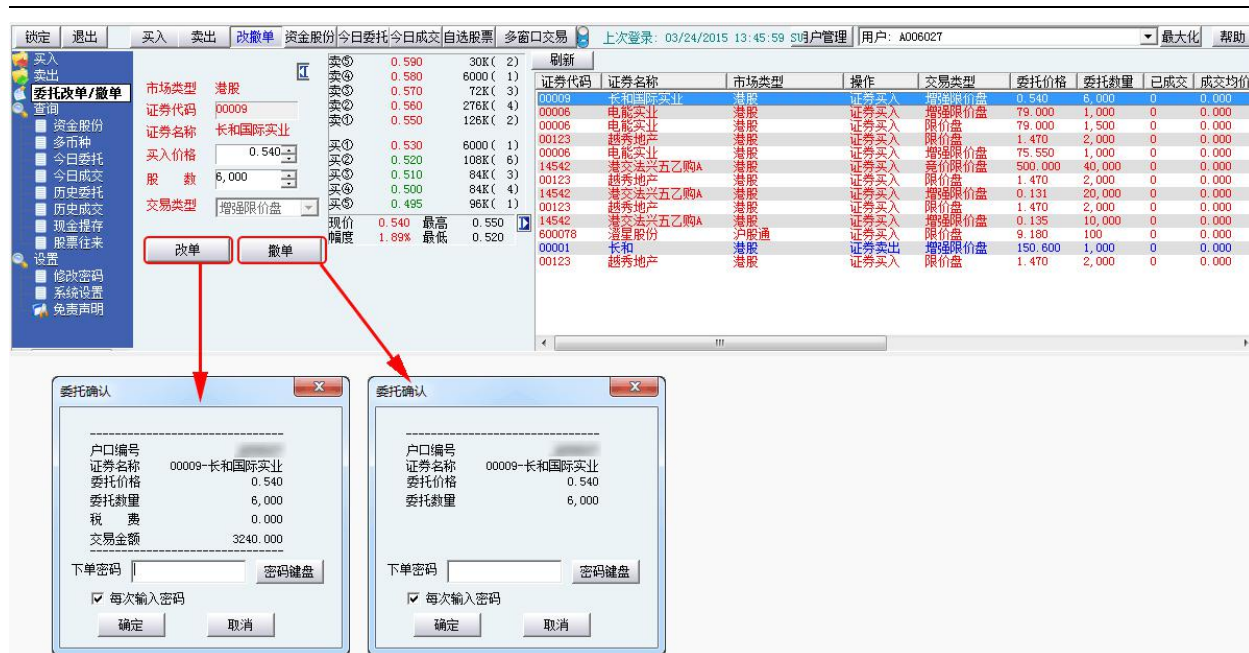 锁定 退出 买入 卖出 改撤单 资金股份 今日委托 今日成交 自选股票 多窗口交易 上次登录: 03/24/2015 13:45:59 用户: A006027 最大化 帮助
买入
卖出
委托改单/撤单
查询
资金股份
多币种
今日委托
今日成交
历史委托
历史成交
现金提存
股票往来
设置
修改密码
系统设置
免责声明
市场类型 港股
证券代码 00009
证券名称 长和国际实业
买入价格 0.540
股 数 6,000
交易类型 增强限价盘
改单 撤单
卖⑤ 0.590 30K( 2)
卖④ 0.580 6000( 1)
卖③ 0.570 72K( 3)
卖② 0.560 276K( 4)
卖① 0.550 126K( 2)
买① 0.530 6000( 1)
买② 0.520 108K( 6)
买③ 0.510 84K( 3)
买④ 0.500 84K( 4)
买⑤ 0.495 96K( 1)
现价 0.540 最高 0.550
幅度 1.89% 最低 0.520
刷新
证券代码 证券名称 市场类型 操作 交易类型 委托价格 委托数量 已成交 成交均价
00009 长和国际实业 港股 证券买入 增强限价盘 0.540 6,000 0 0.000
00006 电能实业 港股 证券买入 增强限价盘 79.000 1,000 0 0.000
00006 电能实业 港股 证券买入 限价盘 79.000 1,500 0 0.000
00123 越秀地产 港股 证券买入 限价盘 1.470 2,000 0 0.000
00006 电能实业 港股 证券买入 增强限价盘 75.550 1,000 0 0.000
14542 港交法兴五乙购A 港股 证券买入 竞价限价盘 500.000 40,000 0 0.000
00123 越秀地产 港股 证券买入 限价盘 1.470 2,000 0 0.000
14542 港交法兴五乙购A 港股 证券买入 增强限价盘 0.131 20,000 0 0.000
00123 越秀地产 港股 证券买入 限价盘 1.470 2,000 0 0.000
14542 港交法兴五乙购A 港股 证券买入 增强限价盘 0.135 10,000 0 0.000
600078 澄星股份 沪股通 证券买入 限价盘 9.180 100 0 0.000
00001 长和 港股 证券卖出 增强限价盘 150.600 1,000 0 0.000
00123 越秀地产 港股 证券买入 限价盘 1.470 2,000 0 0.000
委托确认
户口编号
证券名称 00009-长和国际实业
委托价格 0.540
委托数量 6,000
税 费 0.000
交易金额 3240.000
下单密码 密码键盘
每次输入密码
确定 取消
委托确认
户口编号
证券名称 00009-长和国际实业
委托价格 0.540
委托数量 6,000
下单密码 密码键盘
每次输入密码
确定 取消